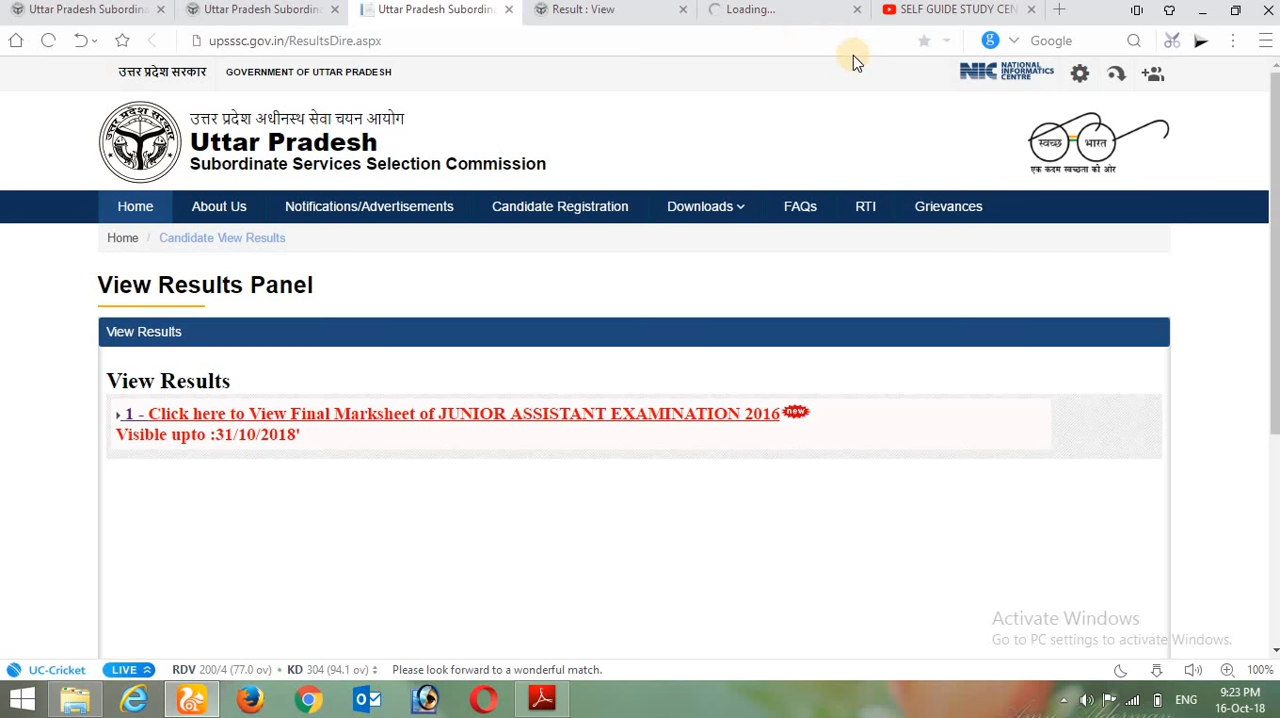 Uttar Pradesh Subordin
Uttar Pradesh Subordin
Uttar Pradesh Subordin
Result : View
Loading...
SELF GUIDE STUDY CEN
upsssc.gov.in/ResultsDire.aspx
g
Google
उत्तर प्रदेश सरकार
GOVERNMENT OF UTTAR PRADESH
NIC NATIONAL INFORMATICS CENTRE
उत्तर प्रदेश अधीनस्थ सेवा चयन आयोग
Uttar Pradesh
Subordinate Services Selection Commission
स्वच्छ भारत
एक कदम स्वच्छता की ओर
Home About Us Notifications/Advertisements Candidate Registration Downloads FAQs RTI Grievances
Home / Candidate View Results
View Results Panel
View Results
View Results
1 - Click here to View Final Marksheet of JUNIOR ASSISTANT EXAMINATION 2016 new
Visible upto :31/10/2018'
Activate Windows
Go to PC settings to activate Windows.
UC-Cricket LIVE RDV 200/4 (77.0 ov) KD 304 (94.1 ov) Please look forward to a wonderful match. 100%
ENG
9:23 PM
16-Oct-18